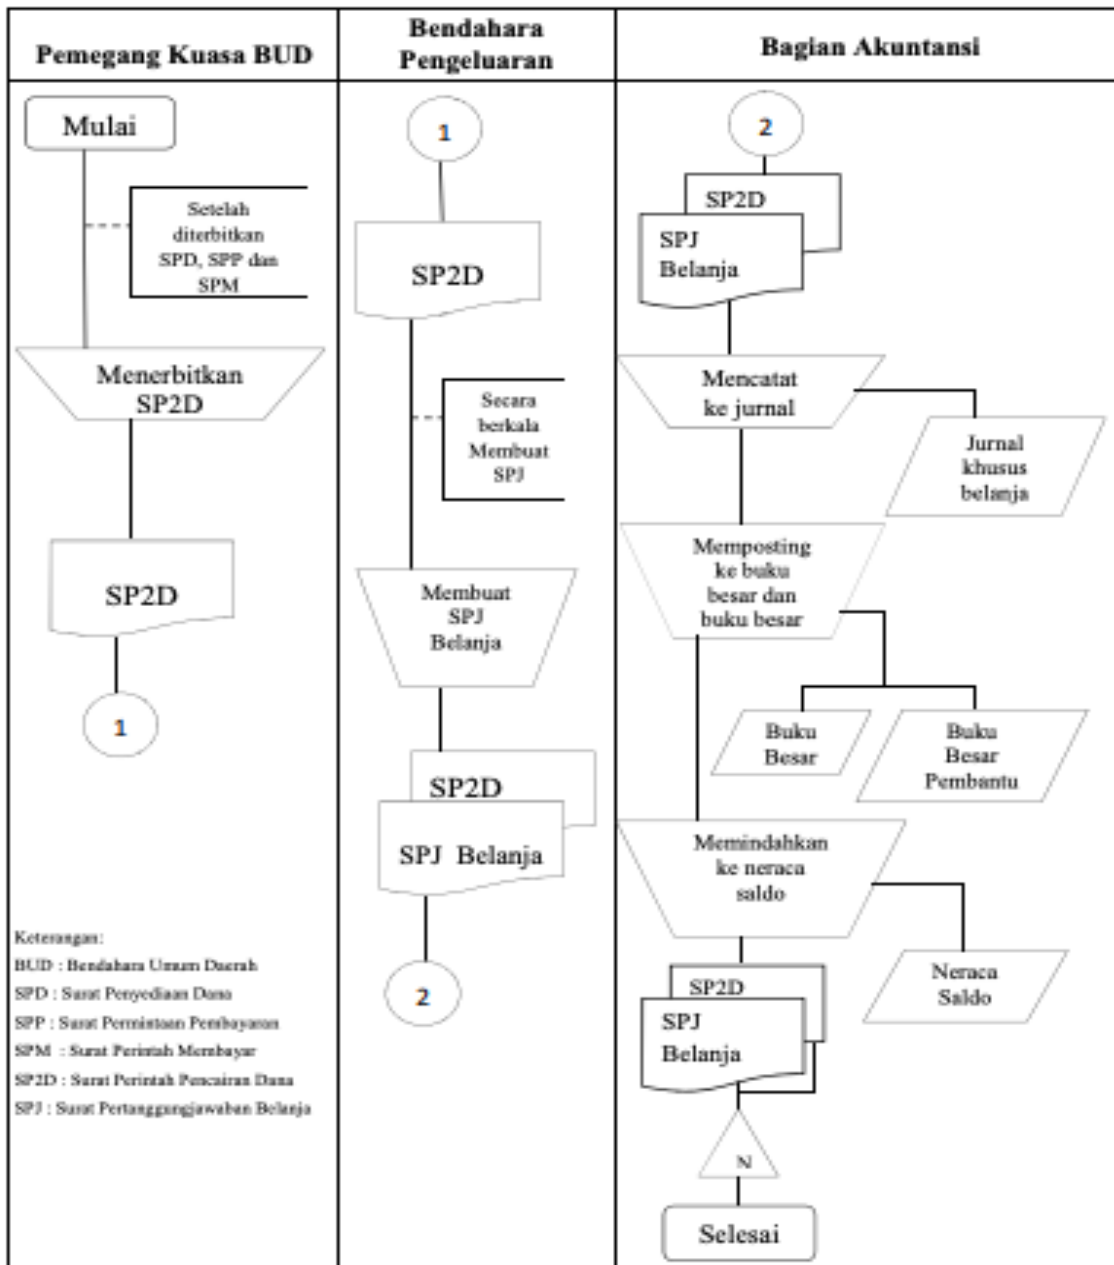 Pemegang Kuasa BUD
Bendahara
Pengeluaran
Bagian Akuntansi
Mulai
Setelah
diterbitkan
SPD, SPP dan
SPM
Menerbitkan
SP2D
SP2D
1
Keterangan:
BUD : Bendahara Umum Daerah
SPD : Surat Penyediaan Dana
SPP : Surat Permintaan Pembayaran
SPM : Surat Perintah Membayar
SP2D : Surat Perintah Pencairan Dana
SPJ : Surat Pertanggungjawaban Belanja
1
SP2D
Secara
berkala
Membuat
SPJ
Membuat
SPJ
Belanja
SP2D
SPJ Belanja
2
2
SP2D
SPJ
Belanja
Mencatat
ke jurnal
Jurnal
khusus
belanja
Memposting
ke buku
besar dan
buku besar
Buku
Besar
Buku
Besar
Pembantu
Memindahkan
ke neraca
saldo
Neraca
Saldo
SP2D
SPJ
Belanja
N
Selesai